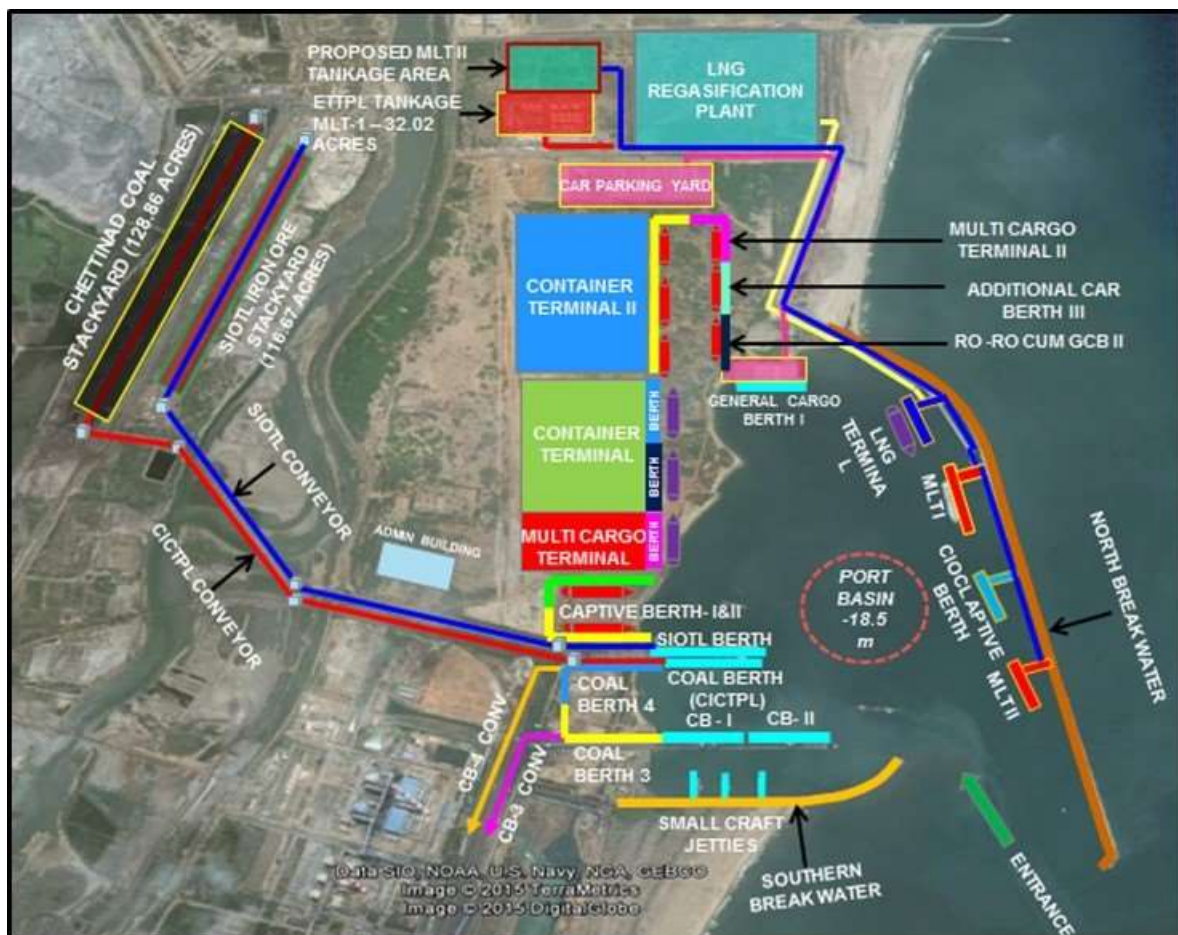 PROPOSED MLT II
TANKAGE AREA
ETTPL TANKAGE
MLT-1 – 32.02
ACRES
LNG
REGASIFICATION
PLANT
CHETTINAD COAL
STACKYARD (128.86 ACRES)
SIOTL IRON ORE
STACKYARD
(116.67 ACRES)
CAR PARKING YARD
CONTAINER
TERMINAL II
MULTI CARGO
TERMINAL II
ADDITIONAL CAR
BERTH III
RO -RO CUM GCB II
GENERAL CARGO
BERTH I
CONTAINER
TERMINAL
BERTH
BERTH
BERTH
MULTI CARGO
TERMINAL
LNG
TERMINA
L
MLT I
CIOCLAPTIVE
BERTH
MLT II
NORTH BREAK WATER
PORT
BASIN
-18.5
m
SIOTL CONVEYOR
CICTPL CONVEYOR
ADMN BUILDING
CAPTIVE BERTH- I&II
SIOTL BERTH
COAL BERTH
(CICTPL)
COAL
BERTH 4
CB - I
CB- II
COAL
BERTH 3
CB-4 CONV
CB-3 CONV
SMALL CRAFT
JETTIES
SOUTHERN
BREAK WATER
ENTRANCE
Data SIO, NOAA, U.S. Navy, NGA, GEBCO
Image © 2015 TerraMetrics
Image © 2015 DigitalGlobe